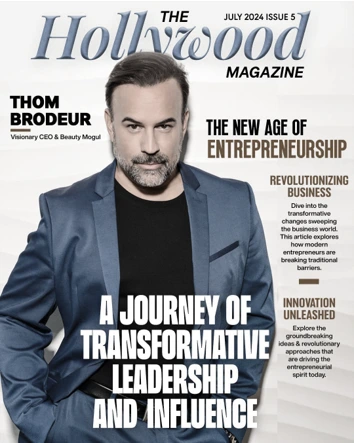 THE
JULY 2024 ISSUE 5
Hollywood
MAGAZINE
THOM
BRODEUR
Visionary CEO & Beauty Mogul
THE NEW AGE OF
ENTREPRENEURSHIP
REVOLUTIONIZING
BUSINESS
Dive into the
transformative
changes sweeping
the business world.
This article explores
how modern
entrepreneurs are
breaking traditional
barriers.
INNOVATION
UNLEASHED
Explore the
groundbreaking
ideas & revolutionary
approaches that
are driving the
entrepreneurial
spirit today.
A JOURNEY OF
TRANSFORMATIVE
LEADERSHIP
AND INFLUENCE